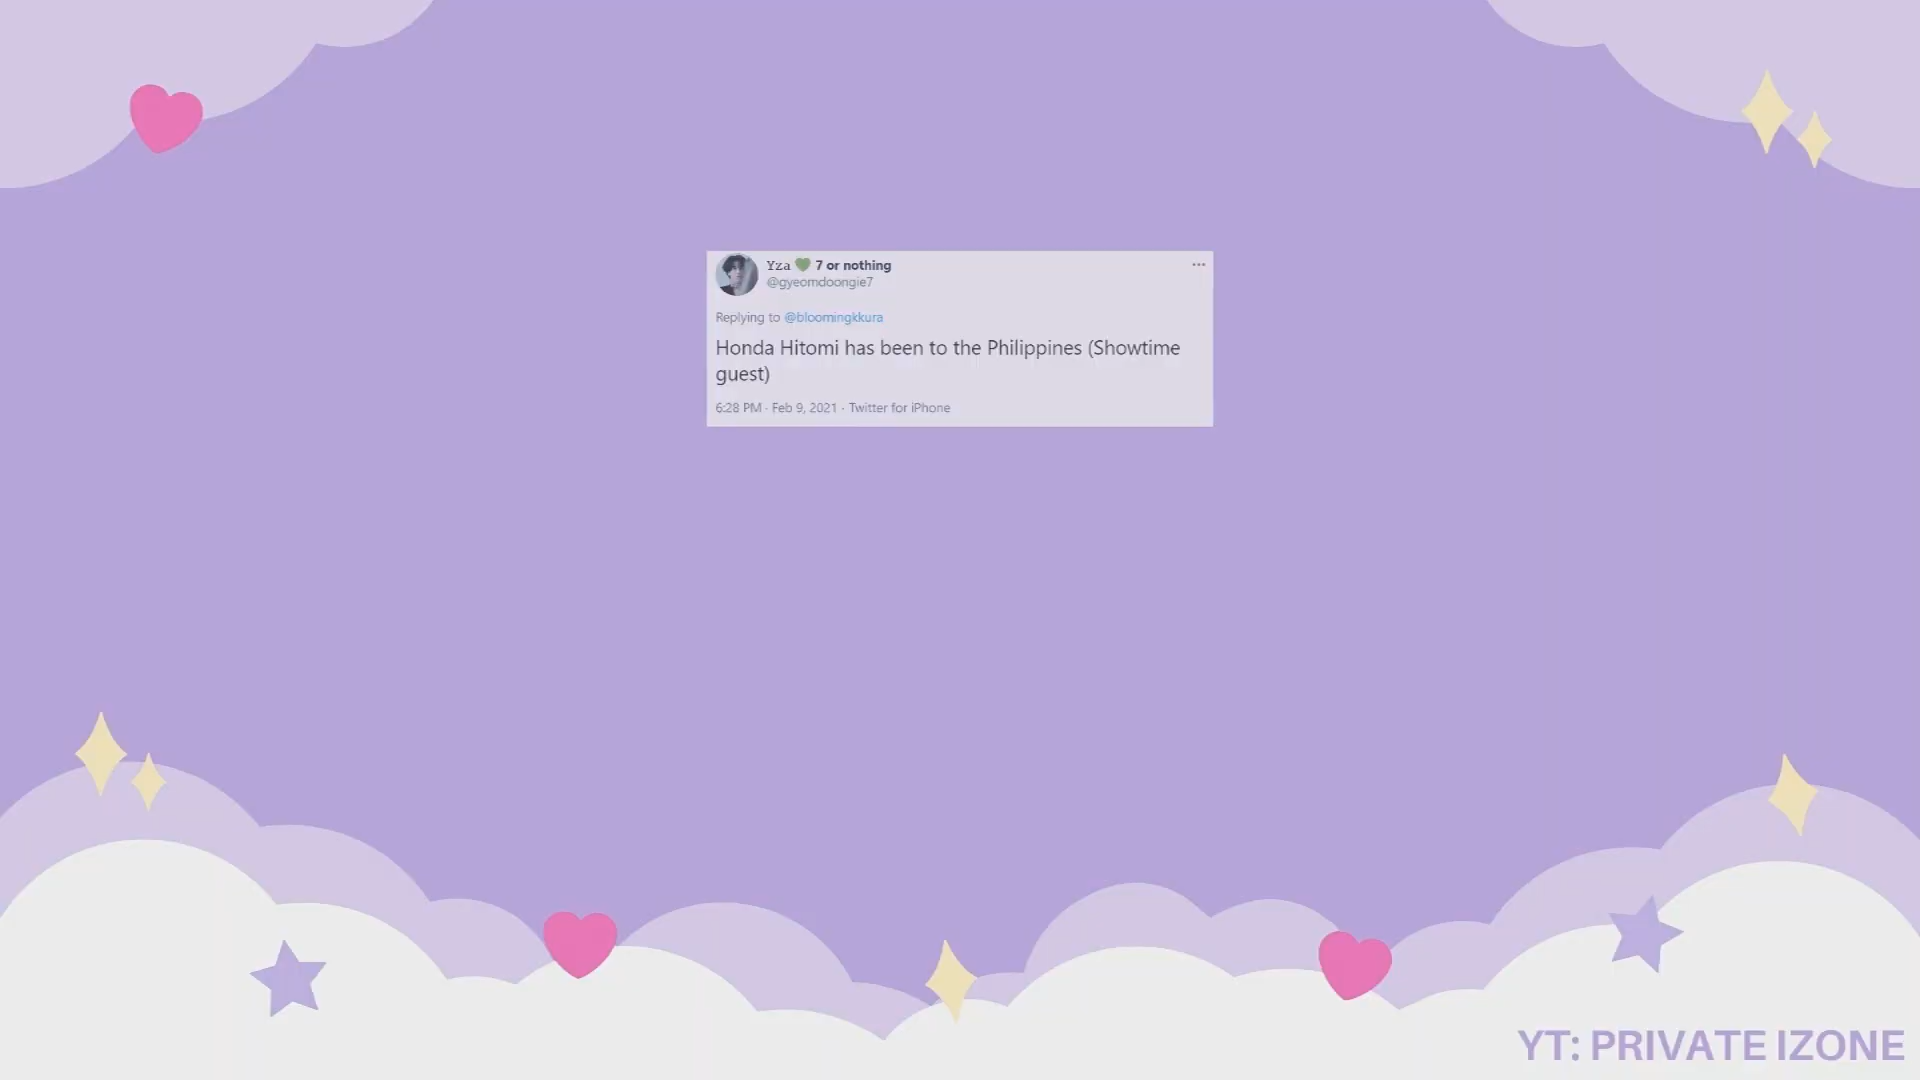 Yza 💚 7 or nothing
@gyeomdoongie7
Replying to @bloomingkkura
Honda Hitomi has been to the Philippines (Showtime
guest)
6:28 PM · Feb 9, 2021 · Twitter for iPhone
YT: PRIVATE IZONE